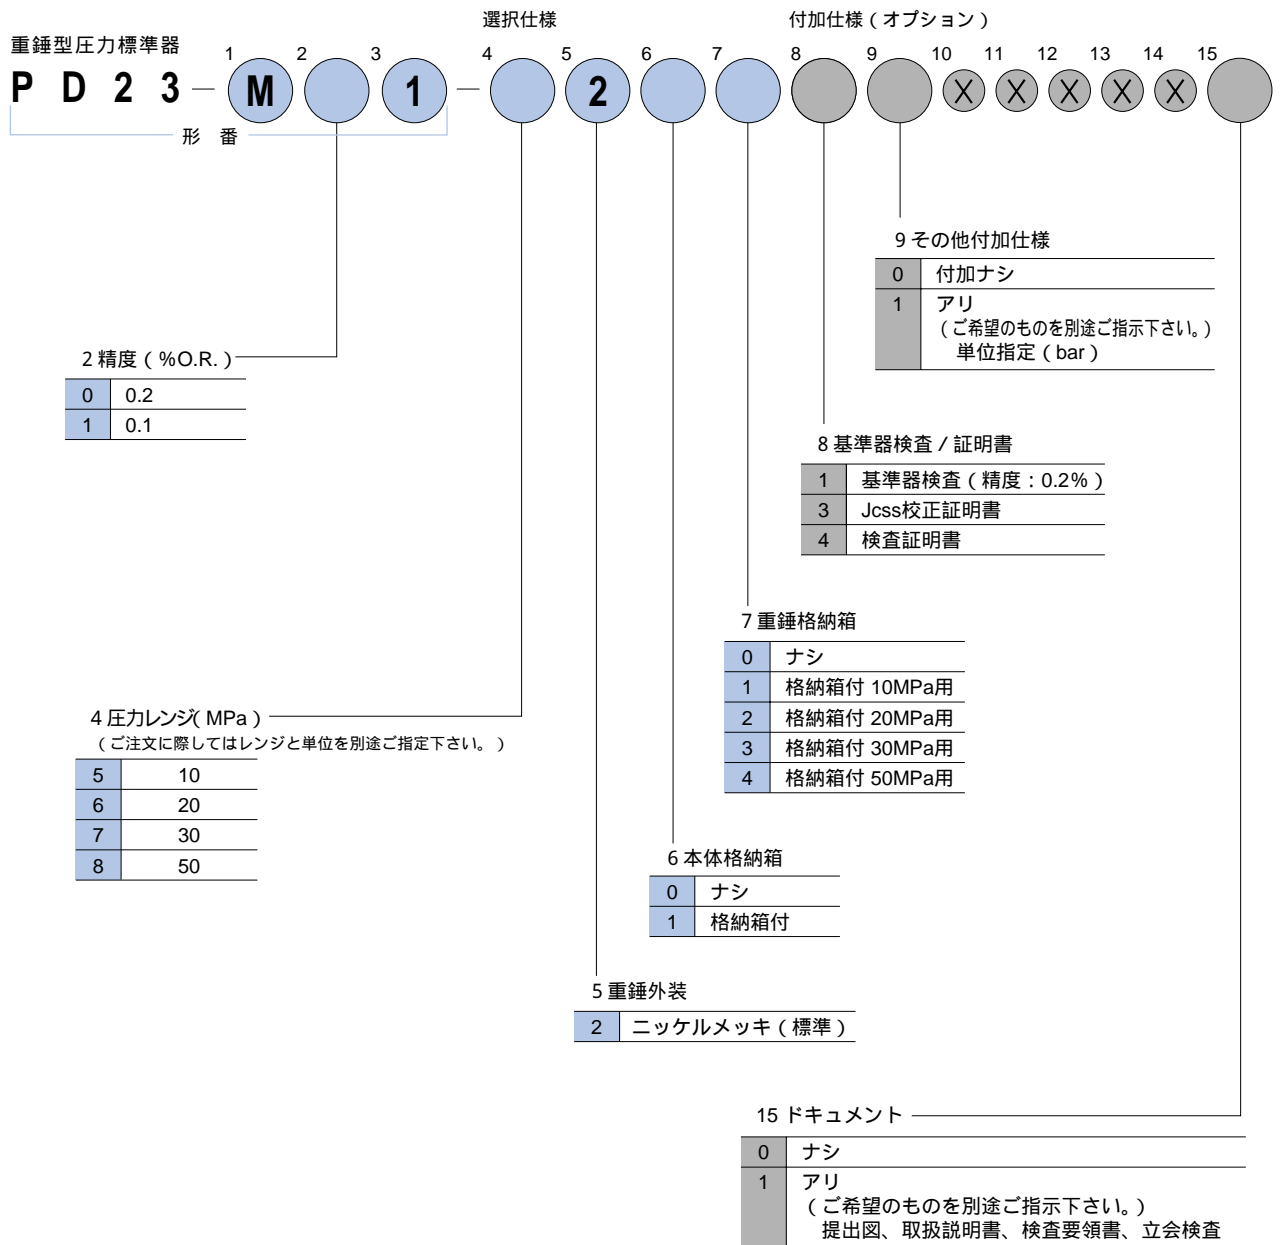 選択仕様
付加仕様（オプション）
重錘型圧力標準器
1 2 3 4 5 6 7 8 9 10 11 12 13 14 15
PD23－M 1－ 2 X X X X X
形 番
9 その他付加仕様
0 付加ナシ
1 アリ
（ご希望のものを別途ご指示下さい。）
単位指定（bar）
2 精度（%O.R.）
0 0.2
1 0.1
8 基準器検査／証明書
1 基準器検査（精度：0.2%）
3 Jcss校正証明書
4 検査証明書
7 重錘格納箱
0 ナシ
1 格納箱付 10MPa用
2 格納箱付 20MPa用
3 格納箱付 30MPa用
4 格納箱付 50MPa用
4 圧力レンジ（MPa）
（ご注文に際してはレンジと単位を別途ご指定下さい。）
5 10
6 20
7 30
8 50
6 本体格納箱
0 ナシ
1 格納箱付
5 重錘外装
2 ニッケルメッキ（標準）
15 ドキュメント
0 ナシ
1 アリ
（ご希望のものを別途ご指示下さい。）
提出図、取扱説明書、検査要領書、立会検査